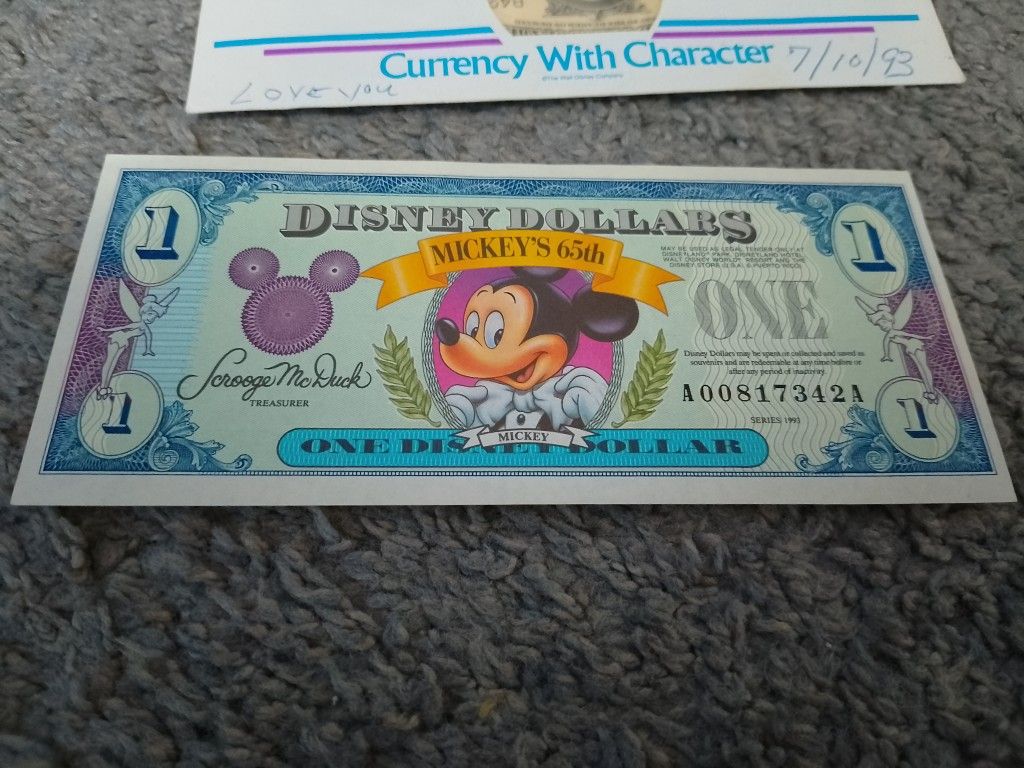 Currency With Character
7/10/93
©The Walt Disney Company
LOVE YOU
1
1
DISNEY DOLLARS
MICKEY'S 65th
MAY BE USED AS LEGAL TENDER ONLY AT
DISNEYLAND® PARK, DISNEYLAND HOTEL,
WALT DISNEY WORLD® RESORT AND THE
DISNEY STORE (U.S.A. & PUERTO RICO)
ONE
Disney Dollars may be spent or collected and saved as
souvenirs and are redeemable at any time before or
after any period of inactivity.
Scrooge McDuck
TREASURER
A00817342A
SERIES 1993
1
1
MICKEY
ONE DISNEY DOLLAR